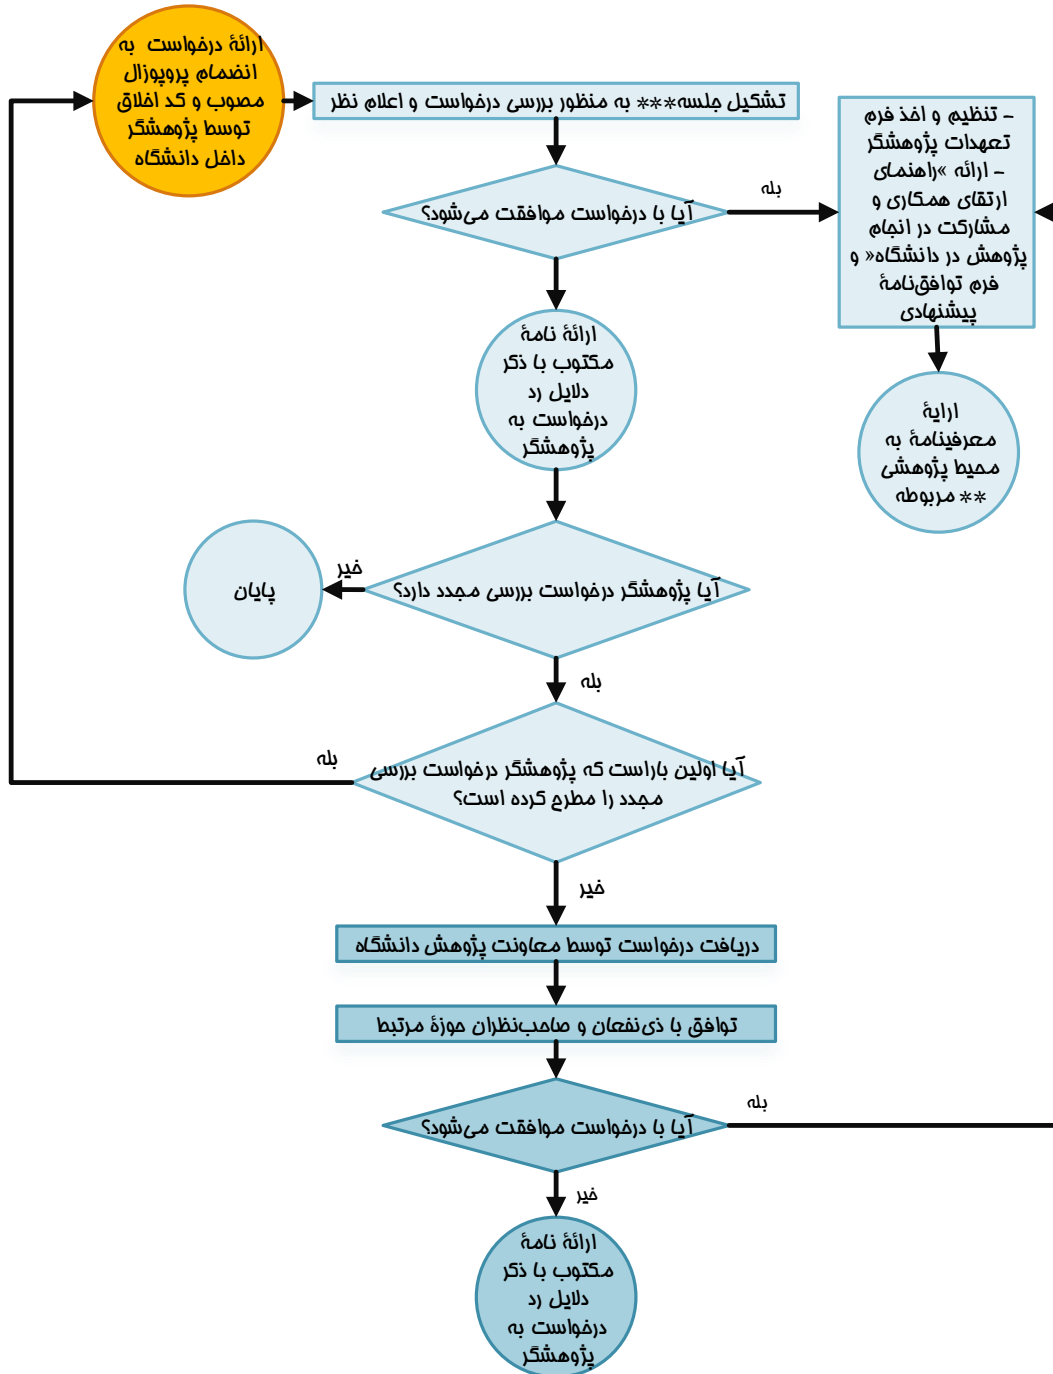 ارائهٔ درخواست به
انضمام پروپوزال
مصوب و کد اخلاق
توسط پژوهشگر
داخل دانشگاه
تشکیل جلسه*** به منظور بررسی درخواست و اعلام نظر
آیا با درخواست موافقت می‌شود؟
بله
- تنظیم و اخذ فرم
تعهدات پژوهشگر
- ارائه »راهنمای
ارتقای همکاری و
مشارکت در انجام
پژوهش در دانشگاه« و
فرم توافق‌نامهٔ
پیشنهادی
ارایهٔ
معرفینامهٔ به
محیط پژوهشی
** مربوطه
ارائهٔ نامهٔ
مکتوب با ذکر
دلایل رد
درخواست به
پژوهشگر
آیا پژوهشگر درخواست بررسی مجدد دارد؟
خیر
پایان
بله
آیا اولین باراست که پژوهشگر درخواست بررسی
مجدد را مطرح کرده است؟
بله
خیر
دریافت درخواست توسط معاونت پژوهش دانشگاه
توافق با ذی‌نفعان و صاحب‌نظران حوزهٔ مرتبط
آیا با درخواست موافقت می‌شود؟
بله
خیر
ارائهٔ نامهٔ
مکتوب با ذکر
دلایل رد
درخواست به
پژوهشگر